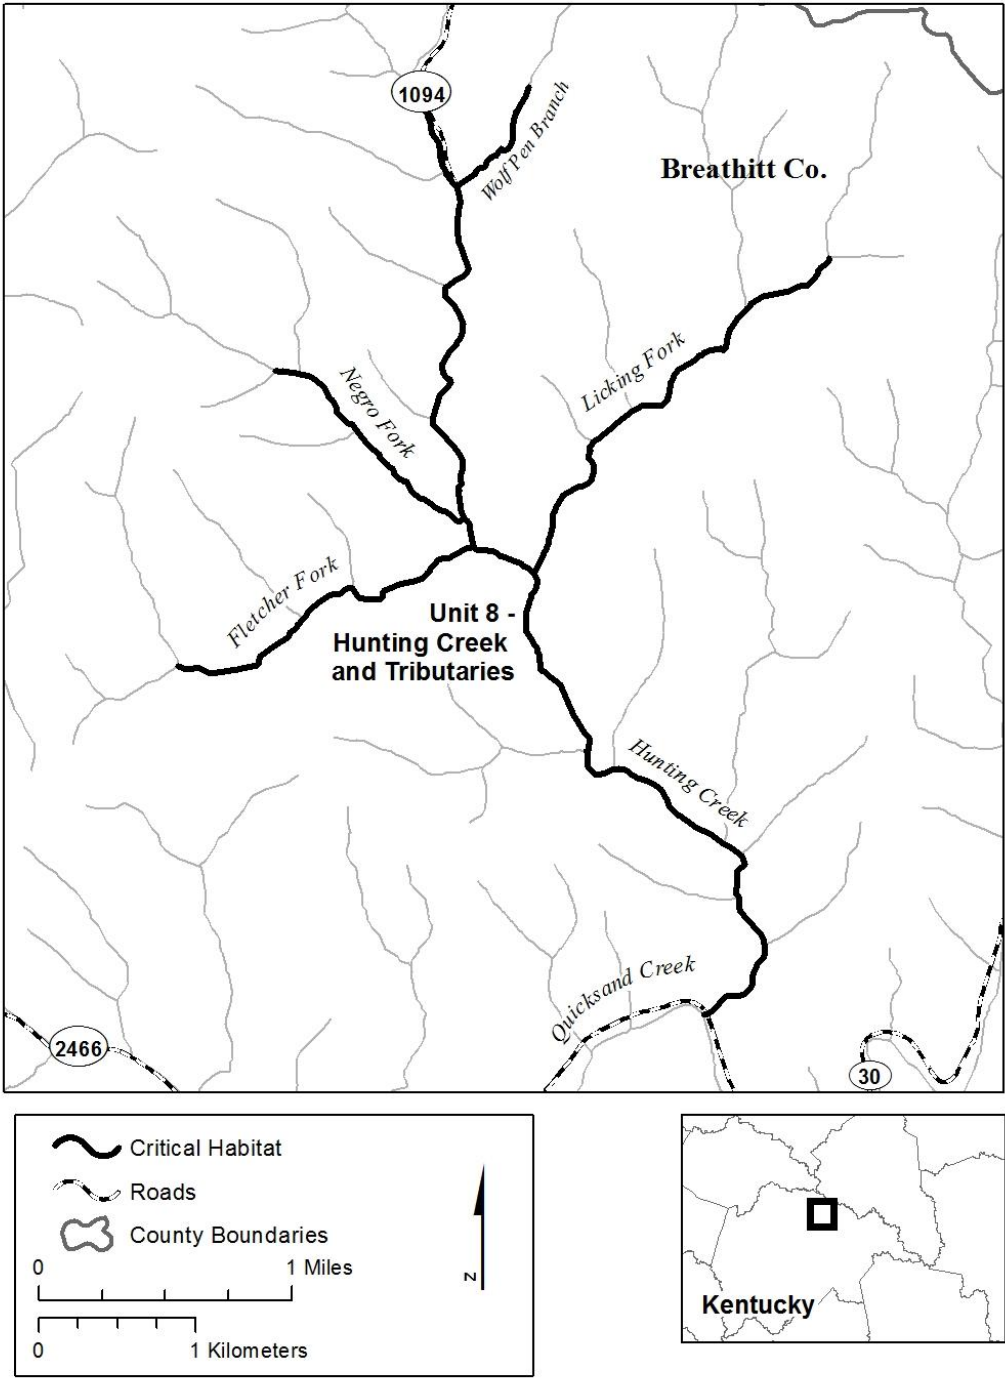 1094
Wolf Pen Branch
Breathitt Co.
Licking Fork
Negro Fork
Fletcher Fork
Unit 8 -
Hunting Creek
and Tributaries
Hunting Creek
Quicksand Creek
2466
30
Critical Habitat
Roads
County Boundaries
0 1 Miles
0 1 Kilometers
N
Kentucky